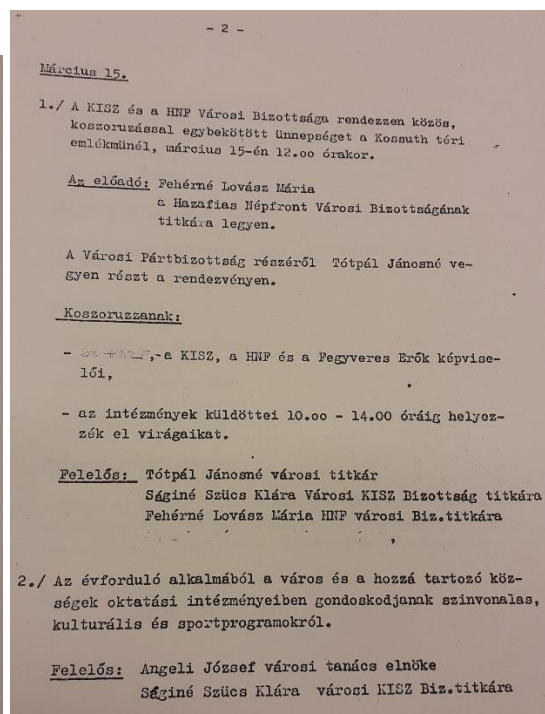 - 2 -
Március 15.
1./ A KISZ és a HNF Városi Bizottsága rendezzen közös,
koszoruzással egybekötött ünnepséget a Kossuth téri
emlékműnél, március 15-én 12.oo órakor.
Az előadó: Fehérné Lovász Mária
a Hazafias Népfront Városi Bizottságának
titkára legyen.
A Városi Pártbizottság részéről Tótpál Jánosné ve-
gyen részt a rendezvényen.
Koszoruzzanak:
- ,-a KISZ, a HNF és a Fegyveres Erők képvise-
lői,
- az intézmények küldöttei 10.oo - 14.oo óráig helyez-
zék el virágaikat.
Felelős: Tótpál Jánosné városi titkár
Ságiné Szücs Klára Városi KISZ Bizottság titkára
Fehérné Lovász Mária HNF városi Biz.titkára
2./ Az évforduló alkalmából a város és a hozzá tartozó köz-
ségek oktatási intézményeiben gondoskodjanak szinvonalas,
kulturális és sportprogramokról.
Felelős: Angeli József városi tanács elnöke
Ságiné Szücs Klára városi KISZ Biz.titkára